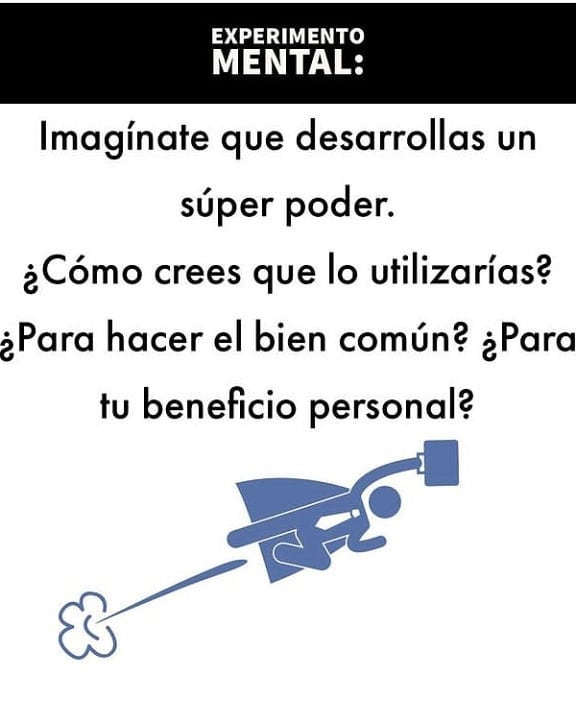 EXPERIMENTO
MENTAL:
Imagínate que desarrollas un
súper poder.
¿Cómo crees que lo utilizarías?
¿Para hacer el bien común? ¿Para
tu beneficio personal?